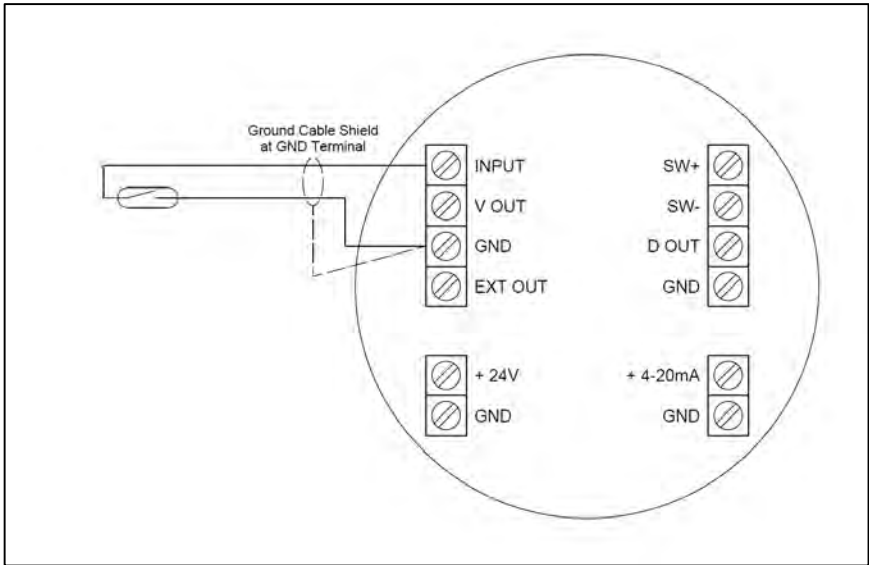 Ground Cable Shield
at GND Terminal
INPUT
V OUT
GND
EXT OUT
SW+
SW-
D OUT
GND
+ 24V
GND
+ 4-20mA
GND